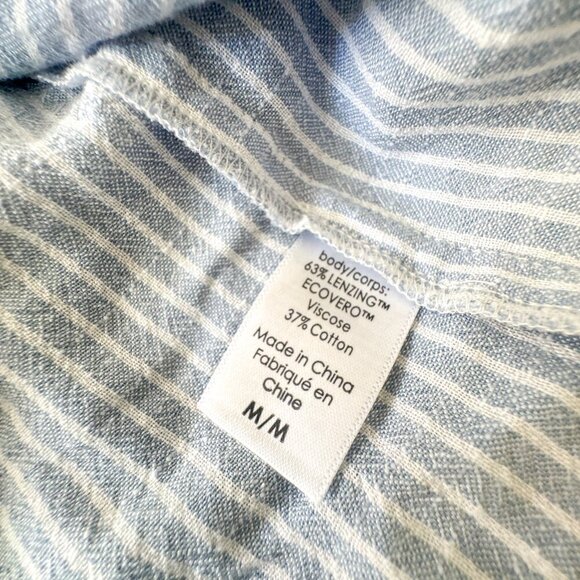 body/corps:
63% LENZING™
ECOVERO™
Viscose
37% Cotton
Made in China
Fabriqué en
Chine
M/M